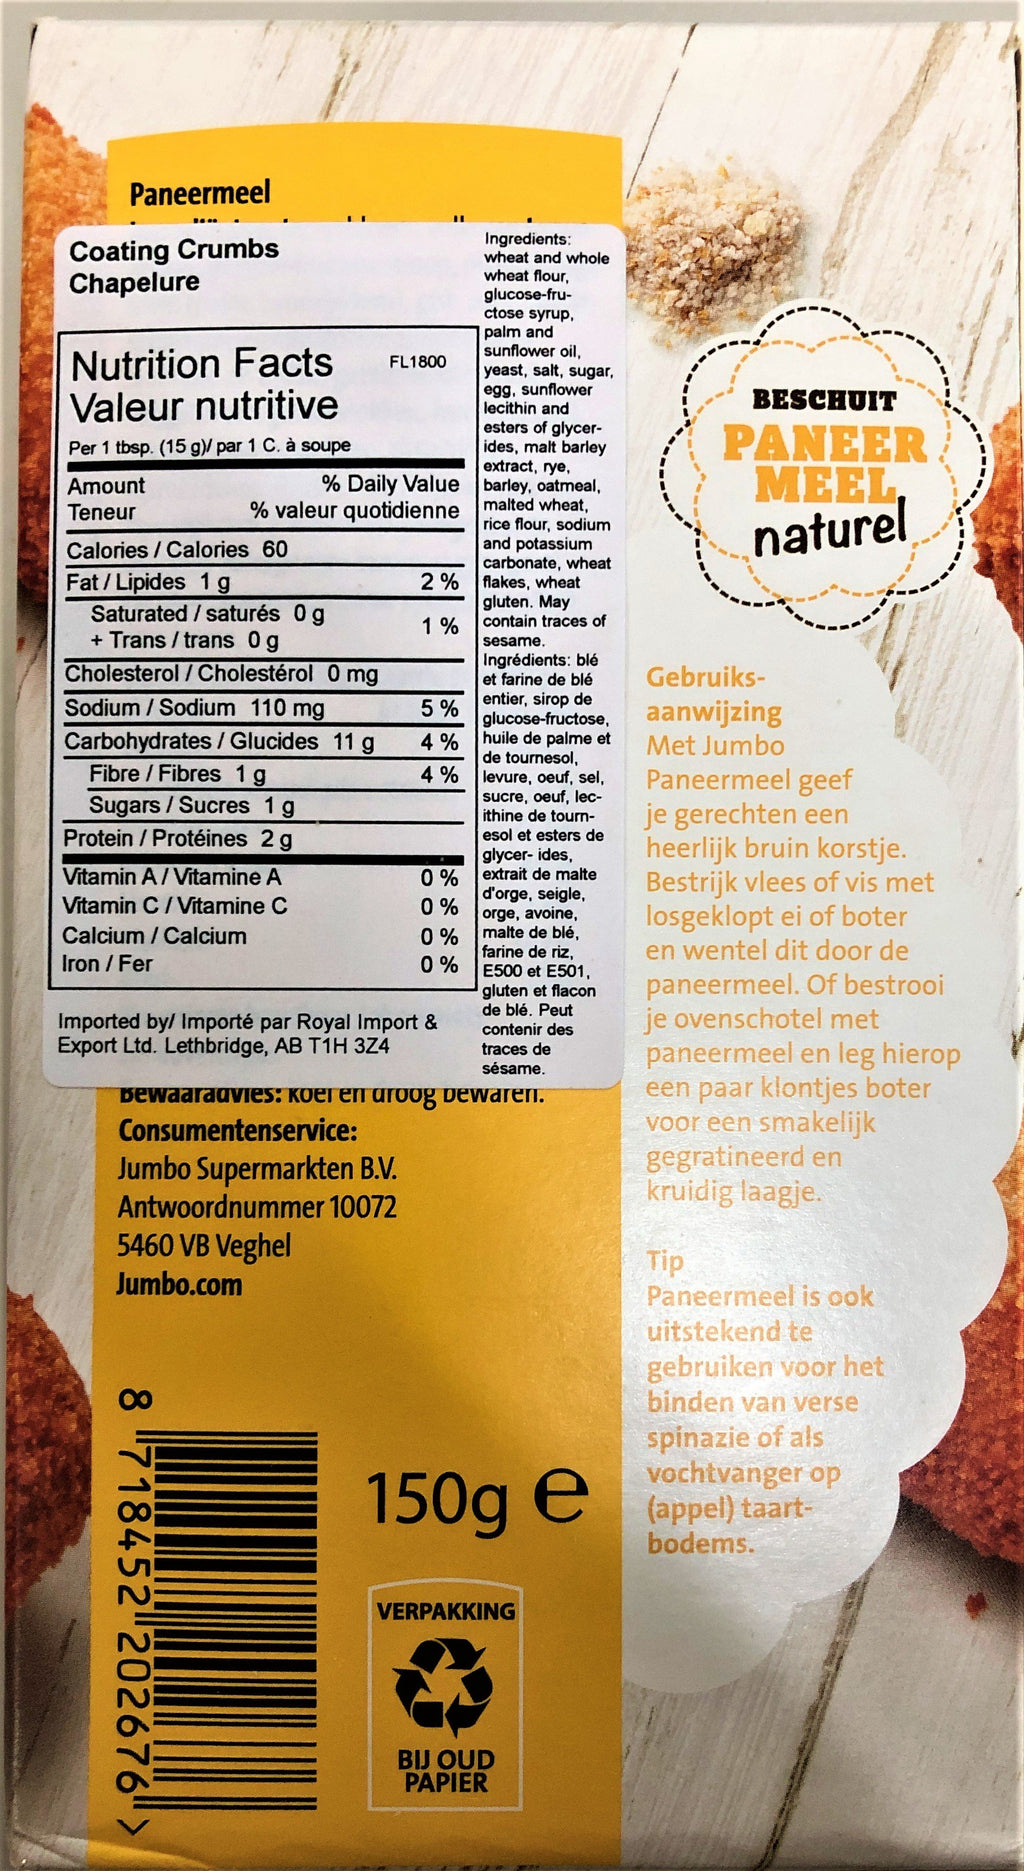 Paneermeel
Coating Crumbs
Chapelure
Nutrition Facts FL1800
Valeur nutritive
Per 1 tbsp. (15 g)/ par 1 C. à soupe
Amount % Daily Value
Teneur % valeur quotidienne
Calories / Calories 60
Fat / Lipides 1 g 2 %
Saturated / saturés 0 g
+ Trans / trans 0 g 1 %
Cholesterol / Cholestérol 0 mg
Sodium / Sodium 110 mg 5 %
Carbohydrates / Glucides 11 g 4 %
Fibre / Fibres 1 g 4 %
Sugars / Sucres 1 g
Protein / Protéines 2 g
Vitamin A / Vitamine A 0 %
Vitamin C / Vitamine C 0 %
Calcium / Calcium 0 %
Iron / Fer 0 %
Imported by/ Importé par Royal Import &
Export Ltd. Lethbridge, AB T1H 3Z4
Ingredients:
wheat and whole
wheat flour,
glucose-fru-
ctose syrup,
palm and
sunflower oil,
yeast, salt, sugar,
egg, sunflower
lecithin and
esters of glycer-
ides, malt barley
extract, rye,
barley, oatmeal,
malted wheat,
rice flour, sodium
and potassium
carbonate, wheat
flakes, wheat
gluten. May
contain traces of
sesame.
Ingrédients: blé
et farine de blé
entier, sirop de
glucose-fructose,
huile de palme et
de tournesol,
levure, oeuf, sel,
sucre, oeuf, lec-
ithine de tourn-
esol et esters de
glycer- ides,
extrait de malte
d'orge, seigle,
orge, avoine,
malte de blé,
farine de riz,
E500 et E501,
gluten et flacon
de blé. Peut
contenir des
traces de
sésame.
Bewaaradvies: koel en droog bewaren.
Consumentenservice:
Jumbo Supermarkten B.V.
Antwoordnummer 10072
5460 VB Veghel
Jumbo.com
8 718452 202676 >
150g e
VERPAKKING
BIJ OUD
PAPIER
BESCHUIT
PANEER
MEEL
naturel
Gebruiks-
aanwijzing
Met Jumbo
Paneermeel geef
je gerechten een
heerlijk bruin korstje.
Bestrijk vlees of vis met
losgeklopt ei of boter
en wentel dit door de
paneermeel. Of bestrooi
je ovenschotel met
paneermeel en leg hierop
een paar klontjes boter
voor een smakelijk
gegratineerd en
kruidig laagje.
Tip
Paneermeel is ook
uitstekend te
gebruiken voor het
binden van verse
spinazie of als
vochtvanger op
(appel) taart-
bodems.